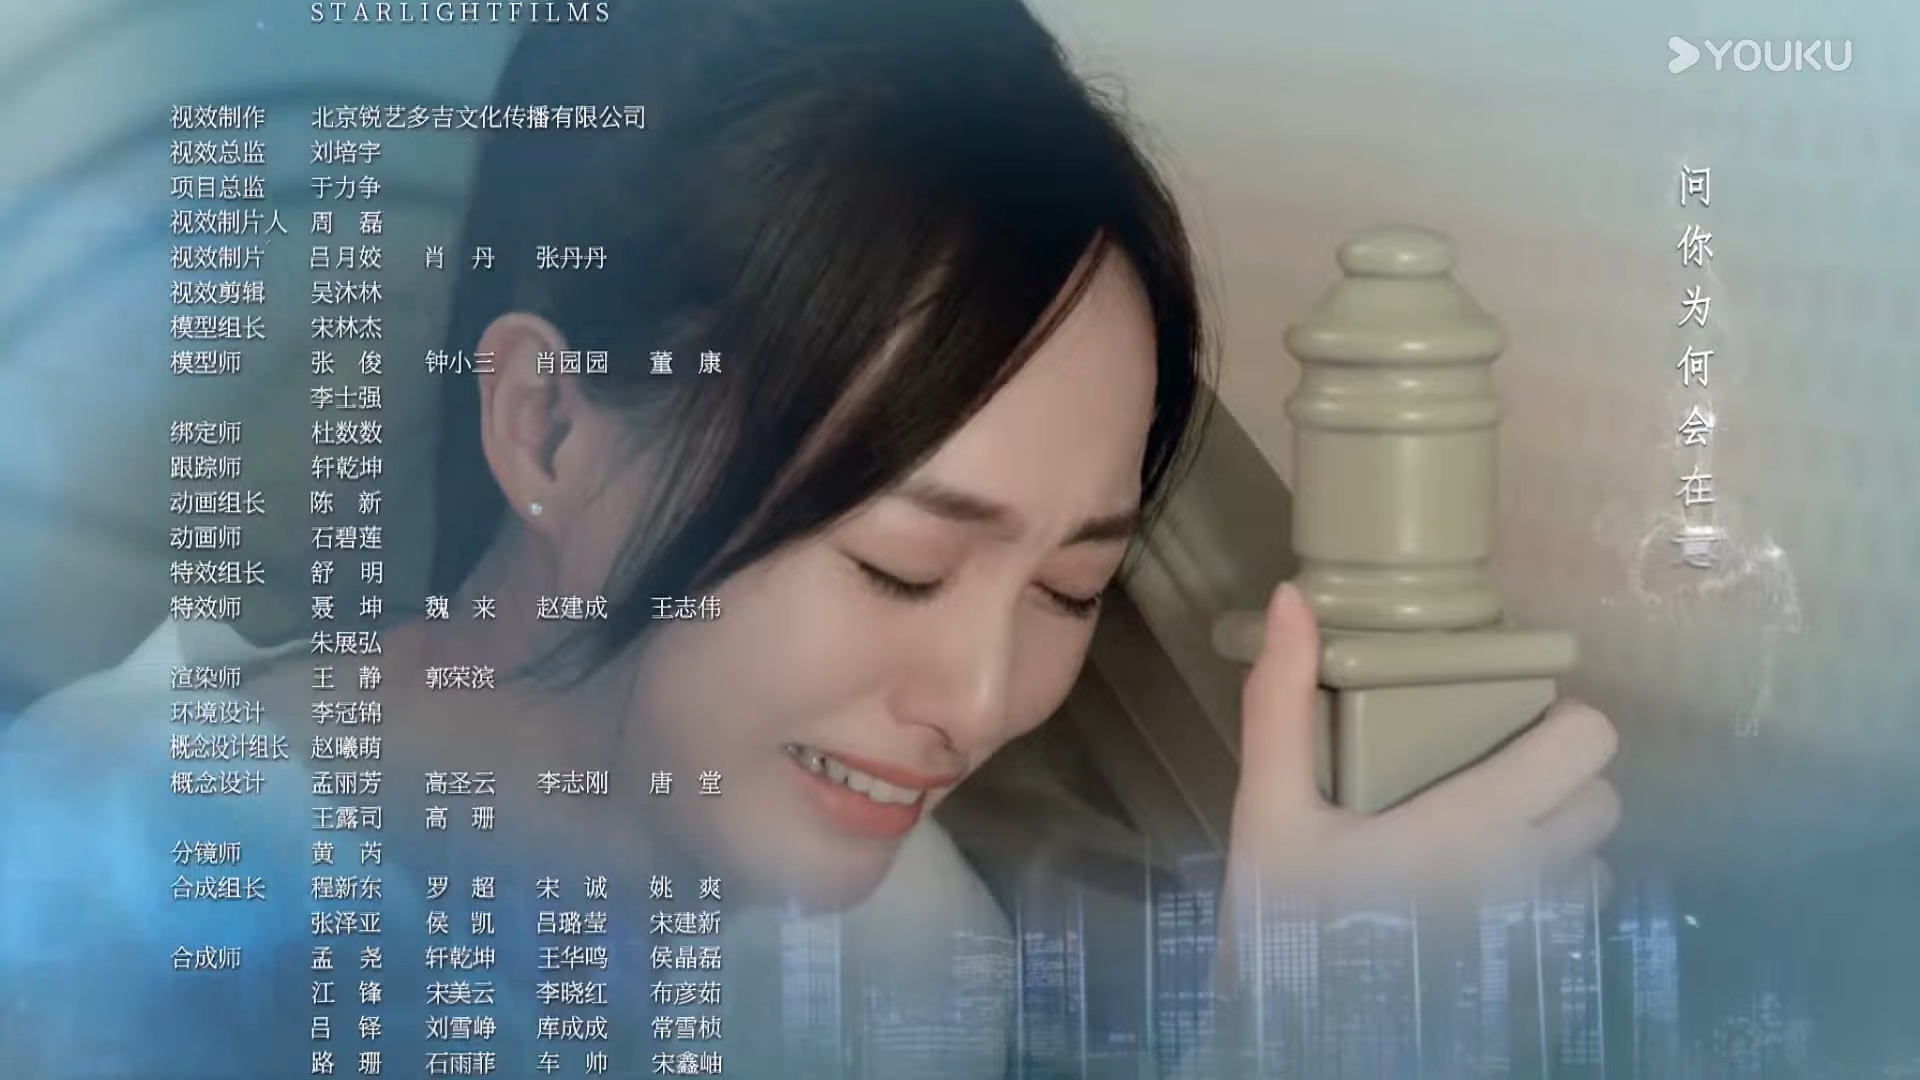 STARLIGHTFILMS
YOUKU
视效制作 北京锐艺多吉文化传播有限公司
视效总监 刘培宇
项目总监 于力争
视效制片人 周 磊
视效制片 吕月姣 肖 丹 张丹丹
视效剪辑 吴沐林
模型组长 宋林杰
模型师 张 俊 钟小三 肖园园 董 康
李士强
绑定师 杜数数
跟踪师 轩乾坤
动画组长 陈 新
动画师 石碧莲
特效组长 舒 明
特效师 聂 坤 魏 来 赵建成 王志伟
朱展弘
渲染师 王 静 郭荣滨
环境设计 李冠锦
概念设计组长 赵曦萌
概念设计 孟丽芳 高圣云 李志刚 唐 堂
王露司 高 珊
分镜师 黄 芮
合成组长 程新东 罗 超 宋 诚 姚 爽
张泽亚 侯 凯 吕璐莹 宋建新
合成师 孟 尧 轩乾坤 王华鸣 侯晶磊
江 锋 宋美云 李晓红 布彦茹
吕 铎 刘雪峥 库成成 常雪桢
路 珊 石雨菲 车 帅 宋鑫岫
问你为何会在意